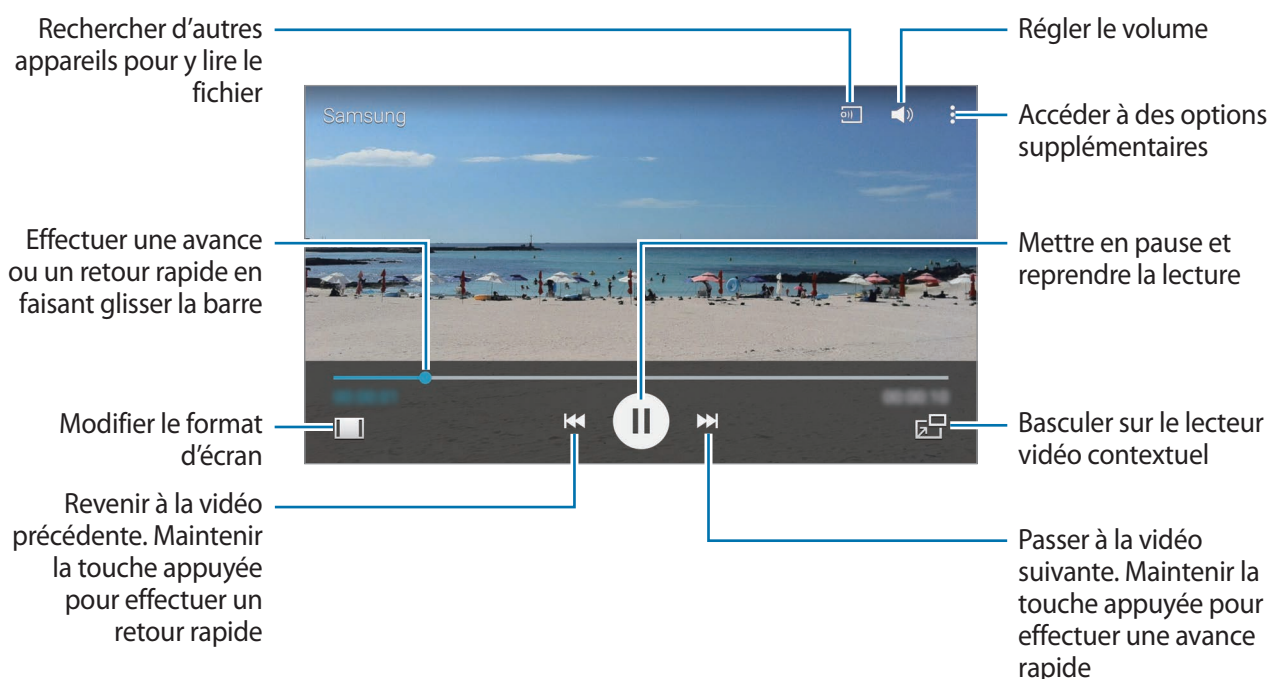 Rechercher d'autres
appareils pour y lire le
fichier
Régler le volume
Samsung
Accéder à des options
supplémentaires
Effectuer une avance
ou un retour rapide en
faisant glisser la barre
Mettre en pause et
reprendre la lecture
Modifier le format
d'écran
Basculer sur le lecteur
vidéo contextuel
Revenir à la vidéo
précédente. Maintenir
la touche appuyée
pour effectuer un
retour rapide
Passer à la vidéo
suivante. Maintenir la
touche appuyée pour
effectuer une avance
rapide